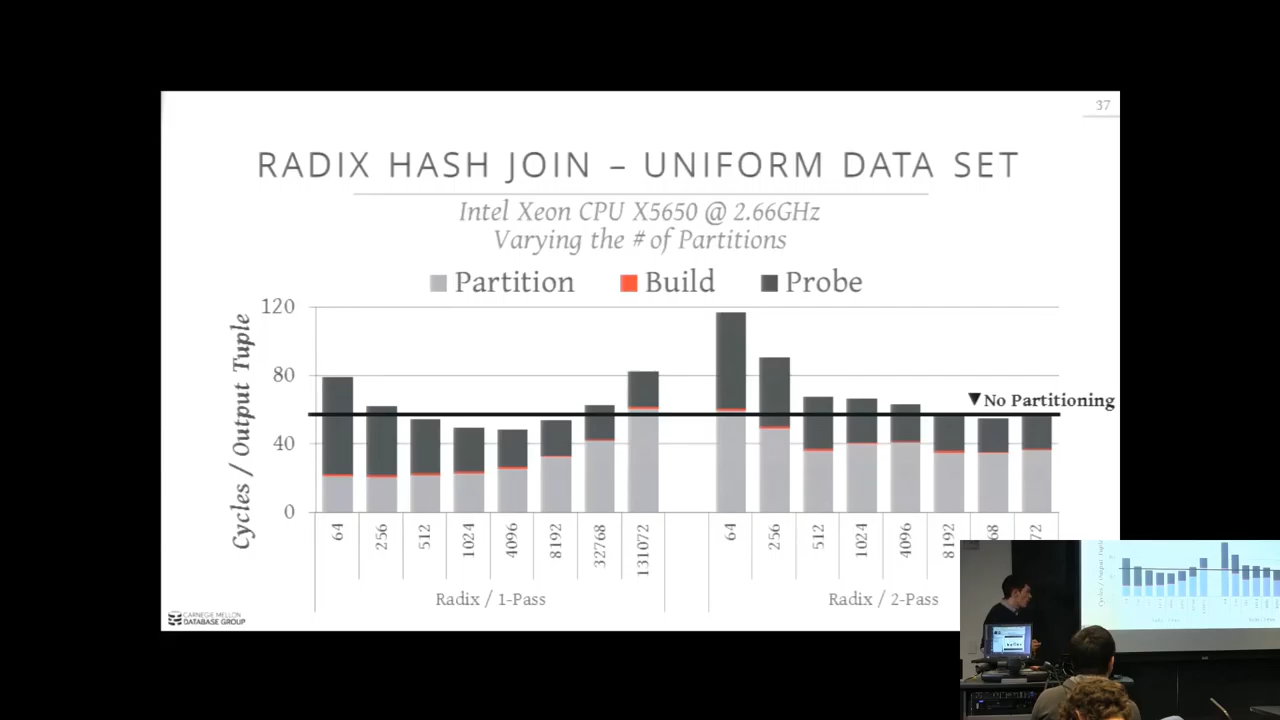 37
RADIX HASH JOIN – UNIFORM DATA SET
Intel Xeon CPU X5650 @ 2.66GHz
Varying the # of Partitions
Partition Build Probe
Cycles / Output Tuple
120
80
40
0
No Partitioning
64 256 512 1024 4096 8192 32768 131072
64 256 512 1024 4096 8192 68 72
Radix / 1-Pass
Radix / 2-Pass
CARNEGIE MELLON
DATABASE GROUP